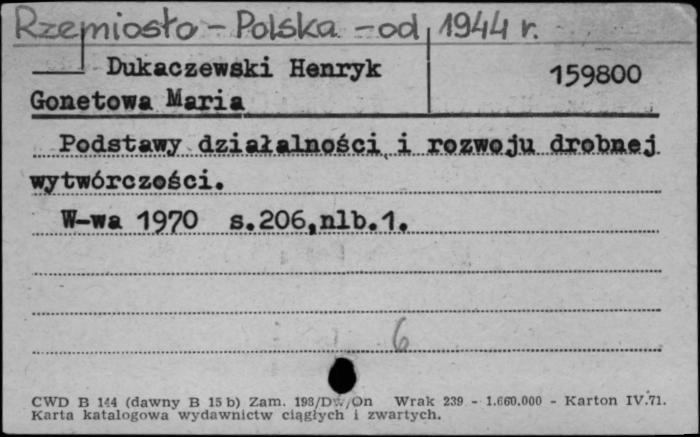 Rzemiosło - Polska - od 1944 r.
Dukaczewski Henryk 159800
Gonetowa Maria
Podstawy działalności i rozwoju drobnej
wytwórczości.
W-wa 1970 s.206,nlb.1.
6
CWD B 144 (dawny B 15 b) Zam. 198/Dw/On Wrak 239 - 1.660.000 - Karton IV.71.
Karta katalogowa wydawnictw ciągłych i zwartych.